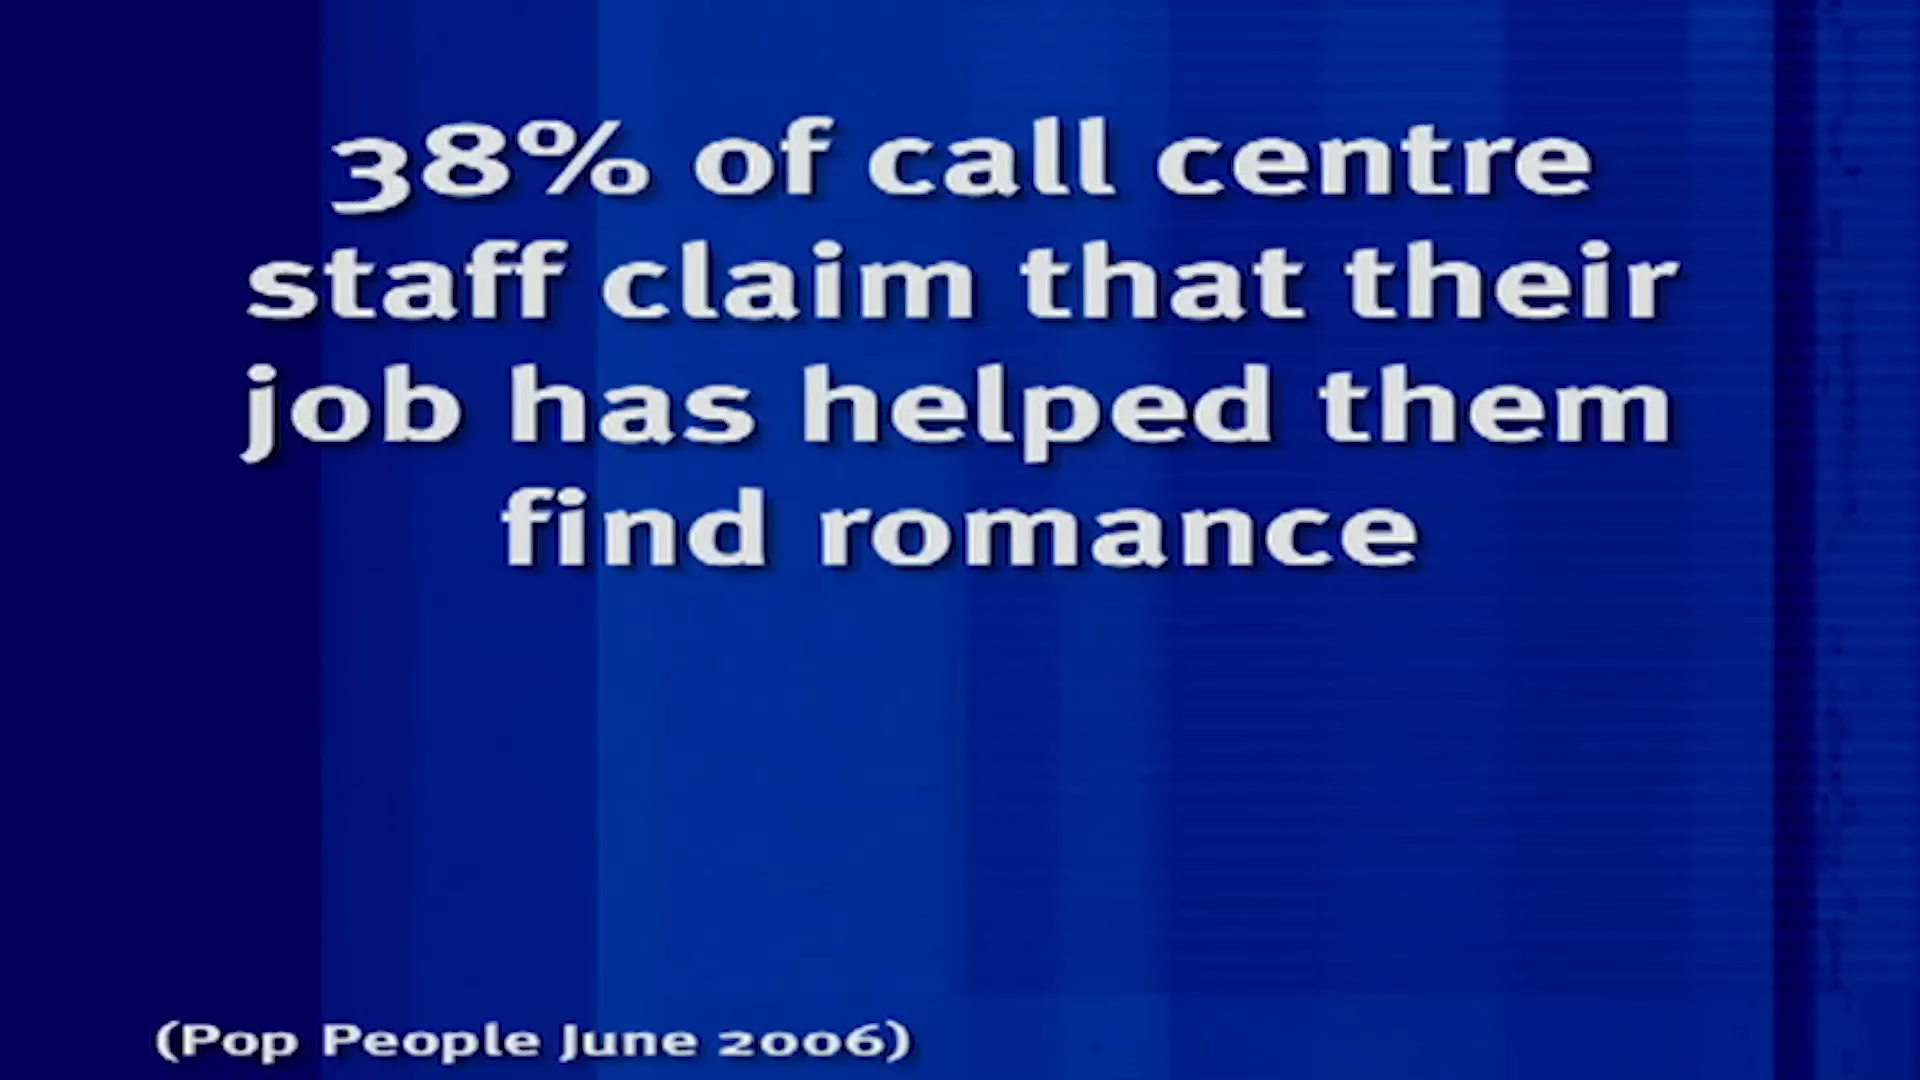 38% of call centre
staff claim that their
job has helped them
find romance
(Pop People June 2006)